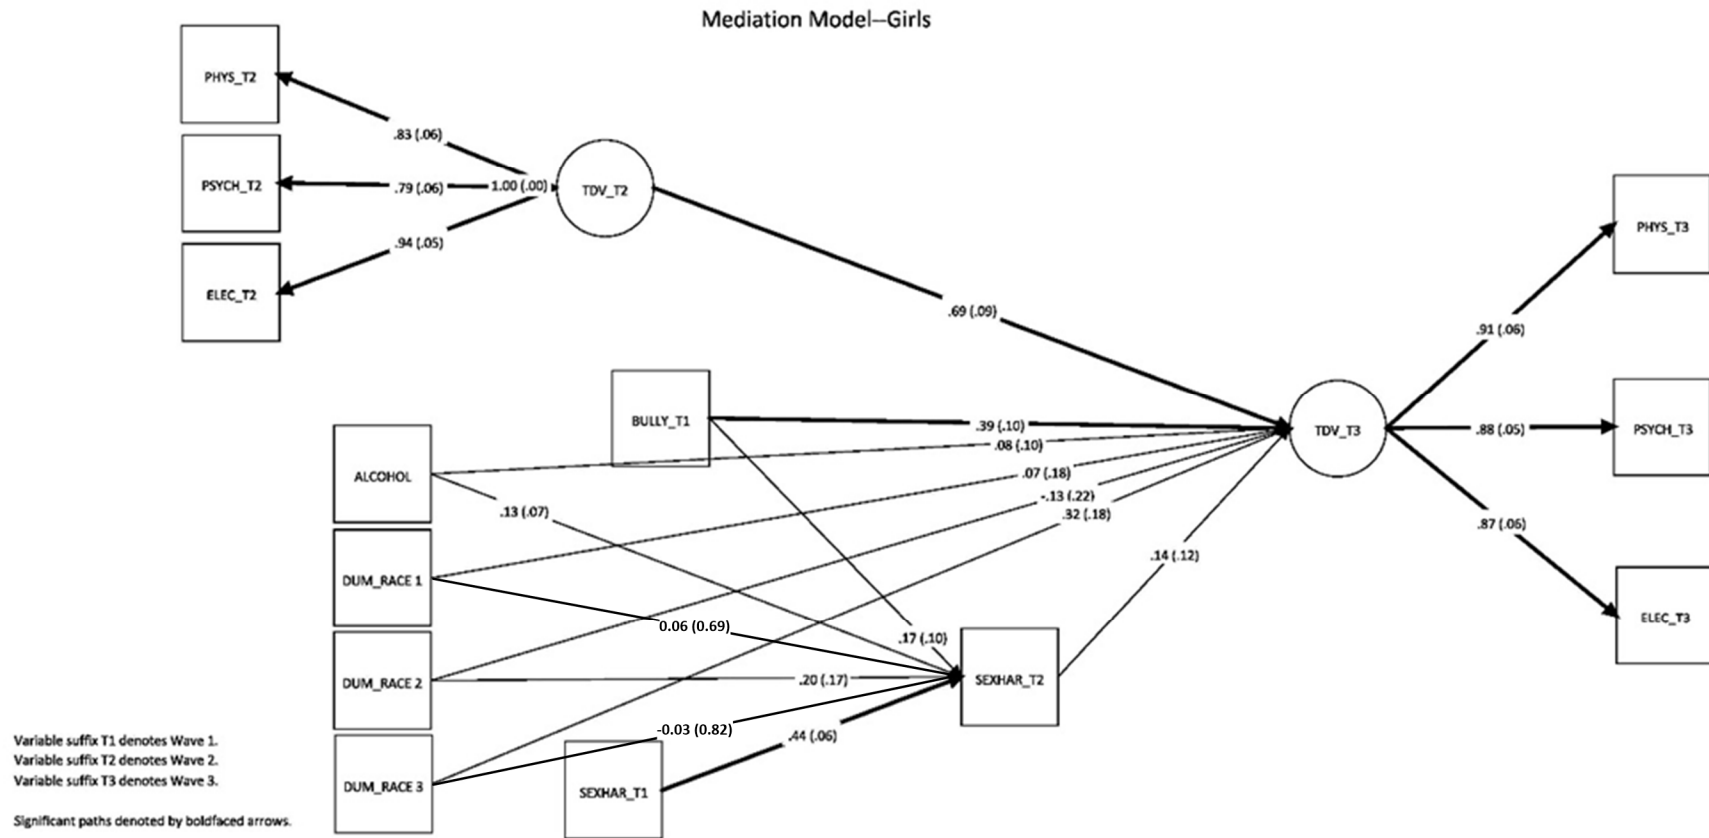 Mediation Model--Girls
PHYS_T2
.83 (.06)
PSYCH_T2
.79 (.06)
1.00 (.00)
TDV_T2
ELEC_T2
.94 (.05)
.69 (.09)
PHYS_T3
.91 (.06)
BULLY_T1
.39 (.10)
TDV_T3
.88 (.05)
PSYCH_T3
.08 (.10)
ALCOHOL
.07 (.18)
-.13 (.22)
.32 (.18)
.13 (.07)
.87 (.06)
.14 (.12)
DUM_RACE 1
0.06 (0.69)
.17 (.10)
ELEC_T3
DUM_RACE 2
.20 (.17)
SEXHAR_T2
-0.03 (0.82)
.44 (.06)
DUM_RACE 3
SEXHAR_T1
Variable suffix T1 denotes Wave 1.
Variable suffix T2 denotes Wave 2.
Variable suffix T3 denotes Wave 3.
Significant paths denoted by boldfaced arrows.